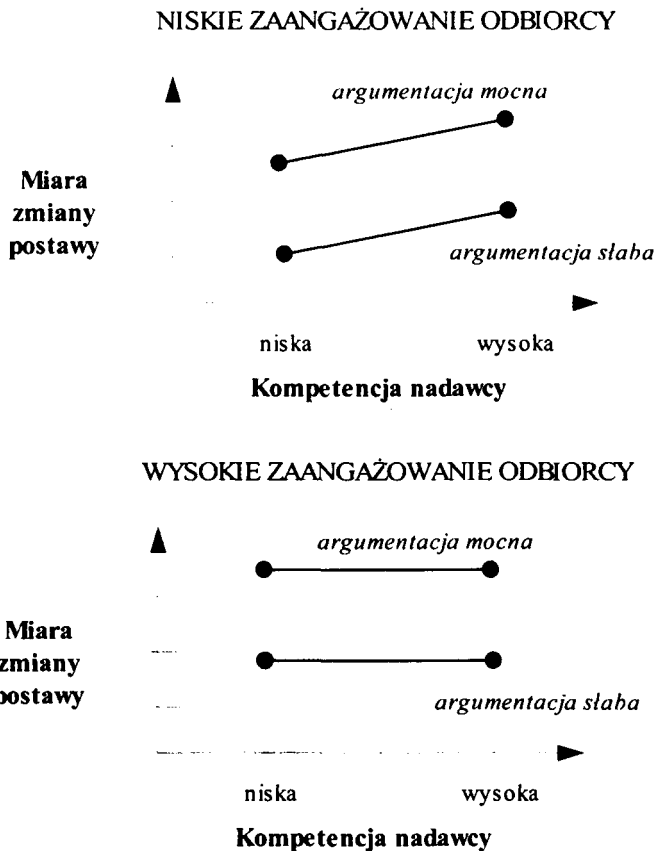 NISKIE ZAANGAŻOWANIE ODBIORCY
argumentacja mocna
Miara
zmiany
postawy
argumentacja słaba
niska wysoka
Kompetencja nadawcy
WYSOKIE ZAANGAŻOWANIE ODBIORCY
argumentacja mocna
Miara
zmiany
postawy
argumentacja słaba
niska wysoka
Kompetencja nadawcy